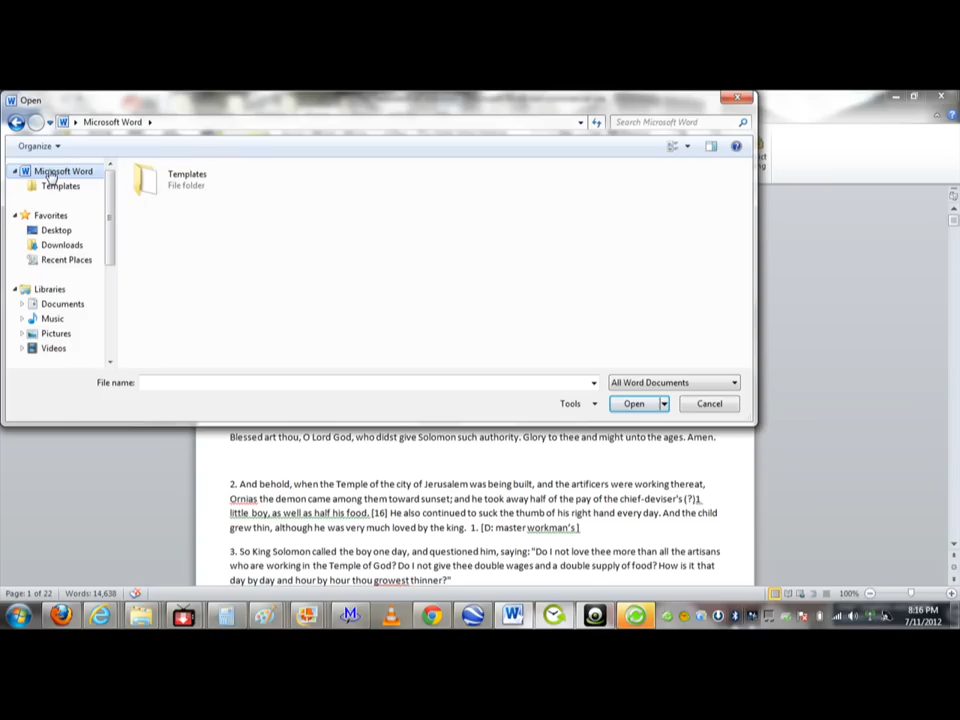 Open
Microsoft Word
Search Microsoft Word
Organize
Microsoft Word
Templates
Favorites
Desktop
Downloads
Recent Places
Libraries
Documents
Music
Pictures
Videos
Templates
File folder
File name:
All Word Documents
Tools
Open
Cancel
Blessed art thou, O Lord God, who didst give Solomon such authority. Glory to thee and might unto the ages. Amen.
2. And behold, when the Temple of the city of Jerusalem was being built, and the artificers were working thereat,
Ornias the demon came among them toward sunset; and he took away half of the pay of the chief-deviser's (?)1
little boy, as well as half his food. [16] He also continued to suck the thumb of his right hand every day. And the child
grew thin, although he was very much loved by the king. 1. [D: master workman's]
3. So King Solomon called the boy one day, and questioned him, saying: "Do I not love thee more than all the artisans
who are working in the Temple of God? Do I not give thee double wages and a double supply of food? How is it that
day by day and hour by hour thou growest thinner?"
Page: 1 of 22
Words: 14,638
100%
8:16 PM
7/11/2012